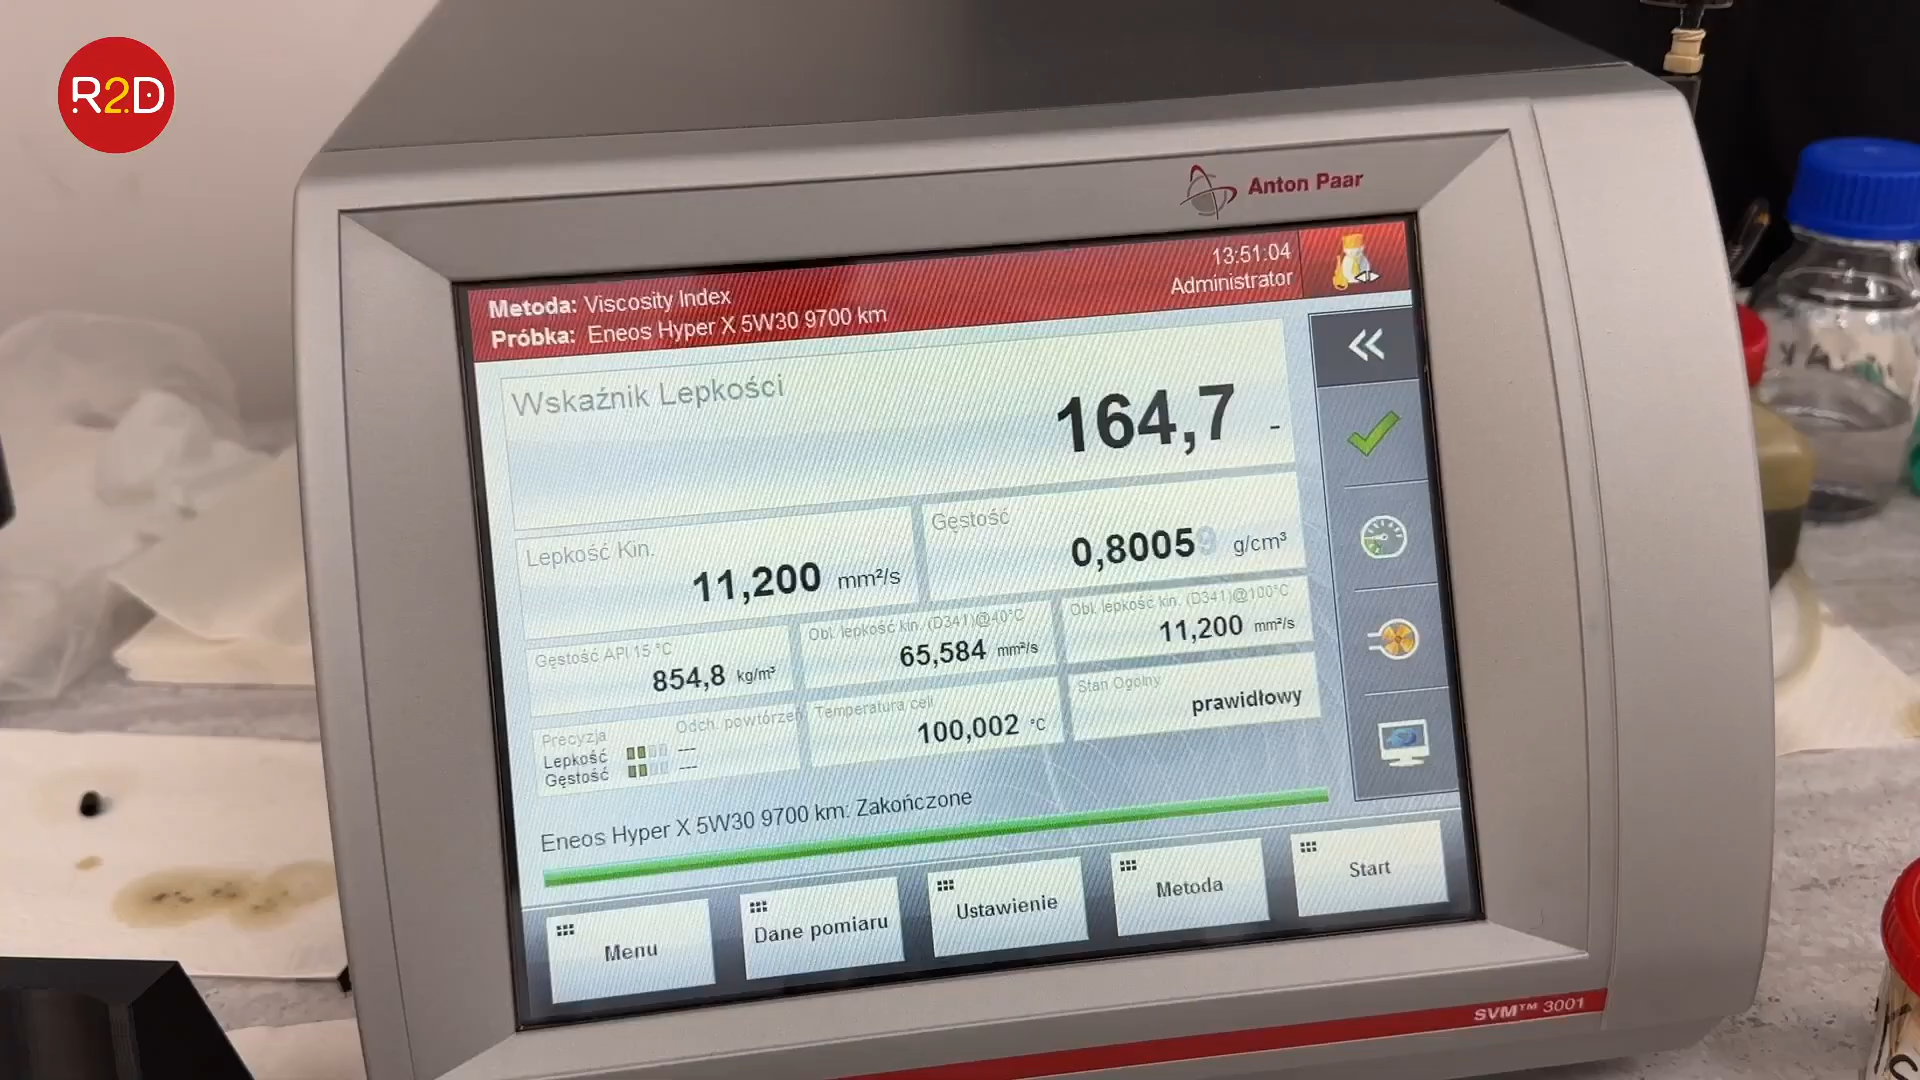 R2D
Anton Paar
Metoda: Viscosity Index
Próbka: Eneos Hyper X 5W30 9700 km
13:51:04
Administrator
Wskaźnik Lepkości
164,7 -
Lepkość Kin.
11,200 mm²/s
Gęstość
0,80059 g/cm³
Gęstość API 15 °C
854,8 kg/m³
Obl. lepkość kin. (D341)@40°C
65,584 mm²/s
Obl. lepkość kin. (D341)@100°C
11,200 mm²/s
Precyzja
Odch. powtórzeń
Lepkość ---
Gęstość ---
Temperatura celi
100,002 °C
Stan Ogólny
prawidłowy
Eneos Hyper X 5W30 9700 km: Zakończone
Menu
Dane pomiaru
Ustawienie
Metoda
Start
SVM™ 3001